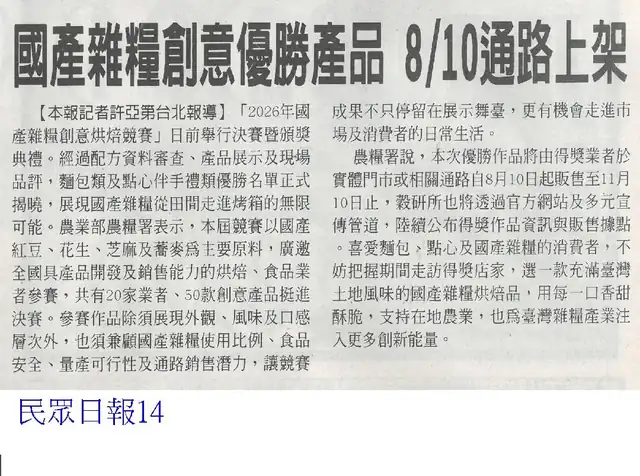 國產雜糧創意優勝產品 8/10通路上架
【本報記者許亞第台北報導】「2026年國
產雜糧創意烘焙競賽」日前舉行決賽暨頒獎
典禮。經過配方資料審查、產品展示及現場
品評，麵包類及點心伴手禮類優勝名單正式
揭曉，展現國產雜糧從田間走進烤箱的無限
可能。農業部農糧署表示，本屆競賽以國產
紅豆、花生、芝麻及蕎麥為主要原料，廣邀
全國具產品開發及銷售能力的烘焙、食品業
者參賽，共有20家業者、50款創意產品挺進
決賽。參賽作品除須展現外觀、風味及口感
層次外，也須兼顧國產雜糧使用比例、食品
安全、量產可行性及通路銷售潛力，讓競賽
成果不只停留在展示舞臺，更有機會走進市
場及消費者的日常生活。
農糧署說，本次優勝作品將由得獎業者於
實體門市或相關通路自8月10日起販售至11月
10日止，穀研所也將透過官方網站及多元宣
傳管道，陸續公布得獎作品資訊與販售據點
。喜愛麵包、點心及國產雜糧的消費者，不
妨把握期間走訪得獎店家，選一款充滿臺灣
土地風味的國產雜糧烘焙品，用每一口香甜
酥脆，支持在地農業，也為臺灣雜糧產業注
入更多創新能量。
民眾日報14